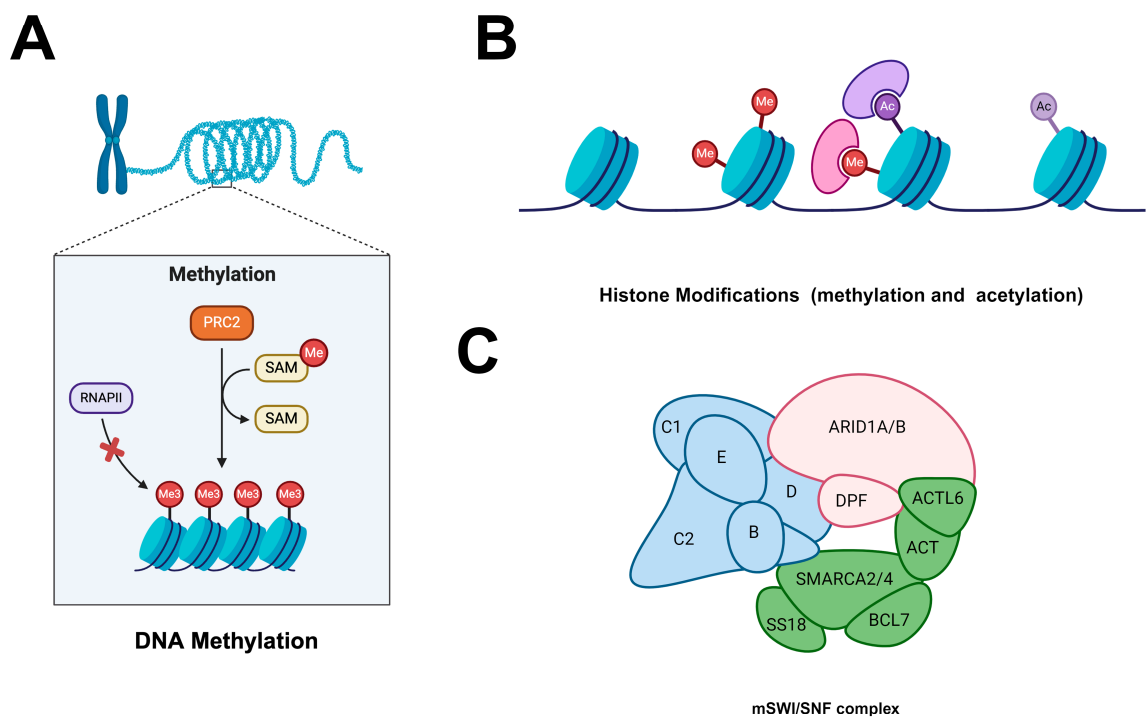 A
Methylation
PRC2
Me
SAM
RNAPII
SAM
Me3
Me3
Me3
Me3
DNA Methylation
B
Me
Me
Ac
Me
Ac
Histone Modifications (methylation and acetylation)
C
C1
ARID1A/B
E
D
DPF
ACTL6
C2
B
ACT
SMARCA2/4
SS18
BCL7
mSWI/SNF complex